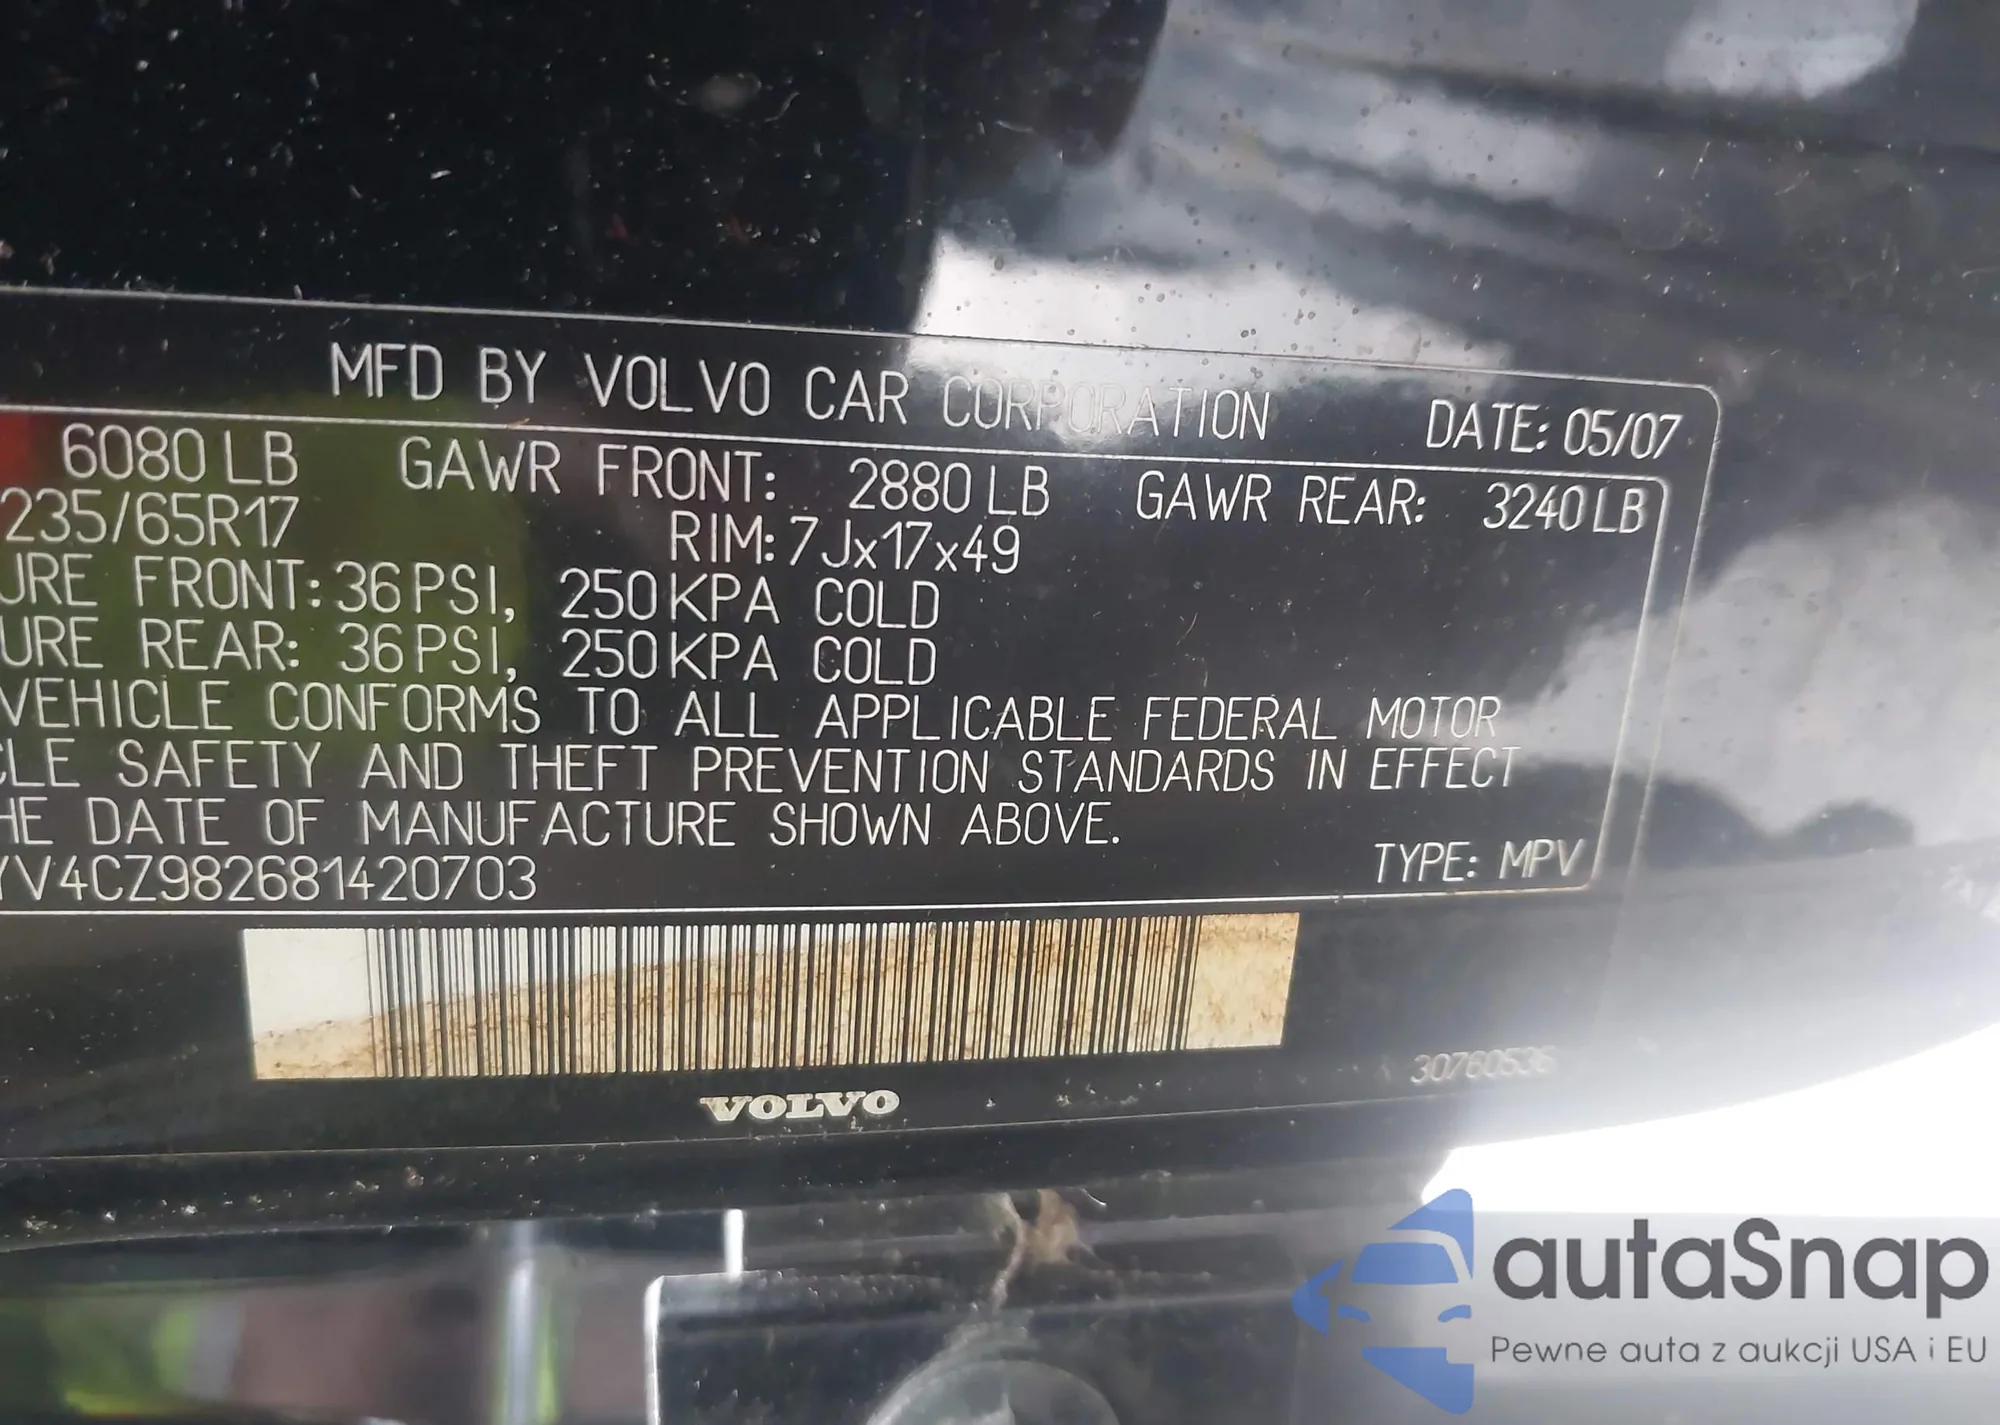 MFD BY VOLVO CAR CORPORATION DATE: 05/07
6080 LB GAWR FRONT: 2880 LB GAWR REAR: 3240 LB
235/65R17 RIM: 7Jx17x49
URE FRONT: 36 PSI, 250 KPA COLD
URE REAR: 36 PSI, 250 KPA COLD
VEHICLE CONFORMS TO ALL APPLICABLE FEDERAL MOTOR
CLE SAFETY AND THEFT PREVENTION STANDARDS IN EFFECT
HE DATE OF MANUFACTURE SHOWN ABOVE.
YV4CZ982681420703 TYPE: MPV
30760536
VOLVO
autaSnap
Pewne auta z aukcji USA i EU